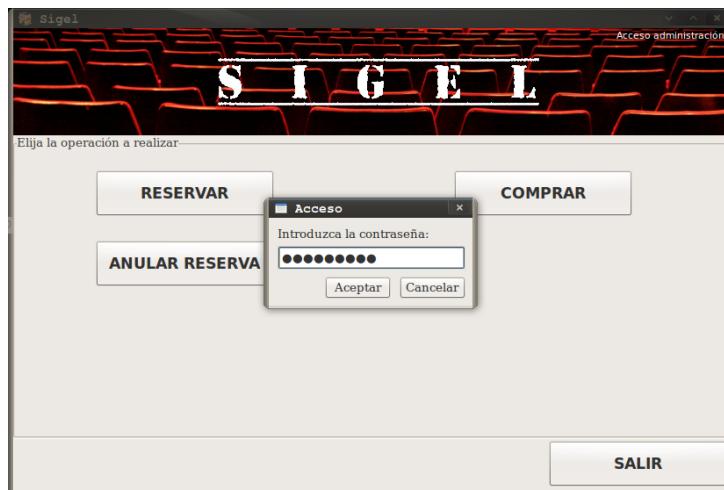 Sigel
Acceso administración
S I G E L
Elija la operación a realizar
RESERVAR
COMPRAR
Acceso
Introduzca la contraseña:
●●●●●●●●●
Aceptar
Cancelar
ANULAR RESERVA
SALIR